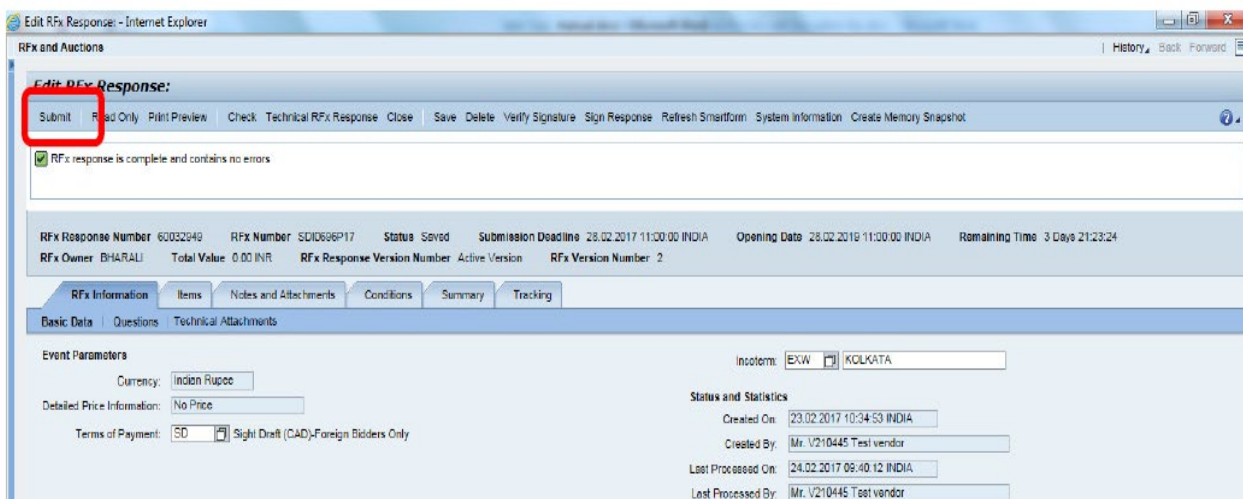 Edit RFx Response: - Internet Explorer
RFx and Auctions
History Back Forward
Edit RFx Response:
Submit Read Only Print Preview Check Technical RFx Response Close Save Delete Verify Signature Sign Response Refresh Smartform System Information Create Memory Snapshot
RFx response is complete and contains no errors
RFx Response Number 60032949 RFx Number SDID696P17 Status Saved Submission Deadline 28.02.2017 11:00:00 INDIA Opening Date 28.02.2019 11:00:00 INDIA Remaining Time 3 Days 21:23:24
RFx Owner BHARALI Total Value 0.00 INR RFx Response Version Number Active Version RFx Version Number 2
RFx Information Items Notes and Attachments Conditions Summary Tracking
Basic Data Questions Technical Attachments
Event Parameters
Incoterm: EXW KOLKATA
Currency: Indian Rupee
Status and Statistics
Detailed Price Information: No Price
Created On: 23.02.2017 10:34:53 INDIA
Terms of Payment: SD Sight Draft (CAD)-Foreign Bidders Only
Created By: Mr. V210445 Test vendor
Last Processed On: 24.02.2017 09:40:12 INDIA
Last Processed By: Mr. V210445 Test vendor